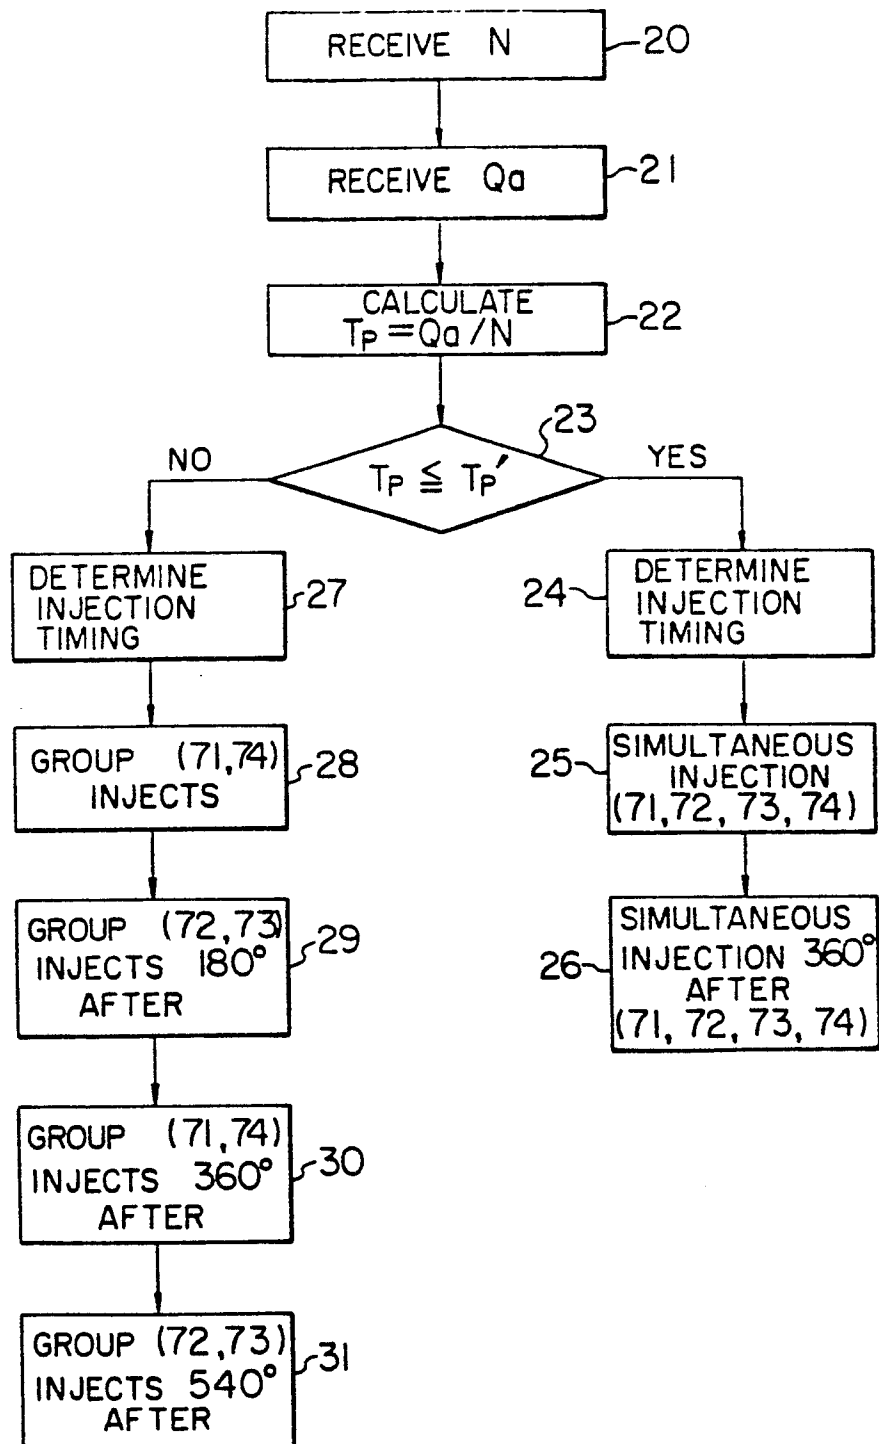 RECEIVE N
20
RECEIVE Qa
21
CALCULATE
TP = Qa / N
22
23
NO
TP ≦ TP'
YES
DETERMINE
INJECTION
TIMING
27
24
DETERMINE
INJECTION
TIMING
GROUP (71,74)
INJECTS
28
25
SIMULTANEOUS
INJECTION
(71,72,73,74)
GROUP (72,73)
INJECTS 180°
AFTER
29
26
SIMULTANEOUS
INJECTION 360°
AFTER
(71, 72, 73, 74)
GROUP (71,74)
INJECTS 360°
AFTER
30
GROUP (72,73)
INJECTS 540°
AFTER
31